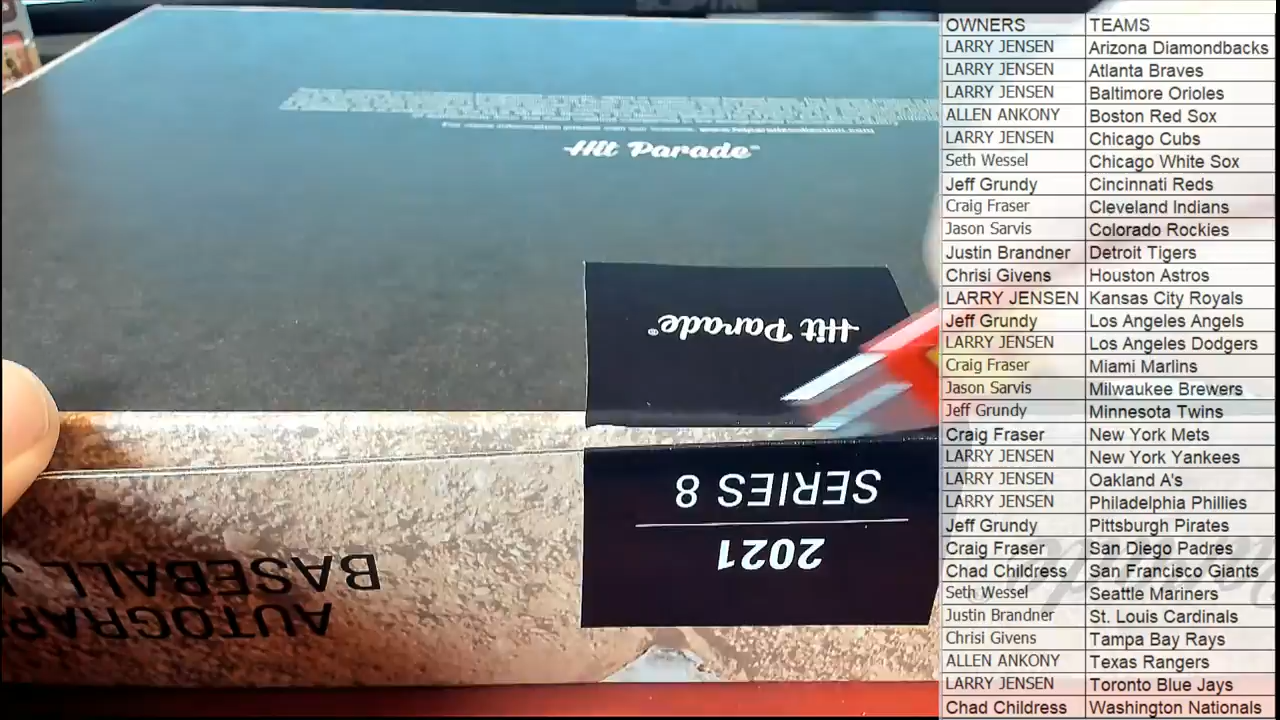 Hit Parade™
Hit Parade®
SERIES 8
2021
BASEBALL
OWNERS TEAMS
LARRY JENSEN Arizona Diamondbacks
LARRY JENSEN Atlanta Braves
LARRY JENSEN Baltimore Orioles
ALLEN ANKONY Boston Red Sox
LARRY JENSEN Chicago Cubs
Seth Wessel Chicago White Sox
Jeff Grundy Cincinnati Reds
Craig Fraser Cleveland Indians
Jason Sarvis Colorado Rockies
Justin Brandner Detroit Tigers
Chrisi Givens Houston Astros
LARRY JENSEN Kansas City Royals
Jeff Grundy Los Angeles Angels
LARRY JENSEN Los Angeles Dodgers
Craig Fraser Miami Marlins
Jason Sarvis Milwaukee Brewers
Jeff Grundy Minnesota Twins
Craig Fraser New York Mets
LARRY JENSEN New York Yankees
LARRY JENSEN Oakland A's
LARRY JENSEN Philadelphia Phillies
Jeff Grundy Pittsburgh Pirates
Craig Fraser San Diego Padres
Chad Childress San Francisco Giants
Seth Wessel Seattle Mariners
Justin Brandner St. Louis Cardinals
Chrisi Givens Tampa Bay Rays
ALLEN ANKONY Texas Rangers
LARRY JENSEN Toronto Blue Jays
Chad Childress Washington Nationals